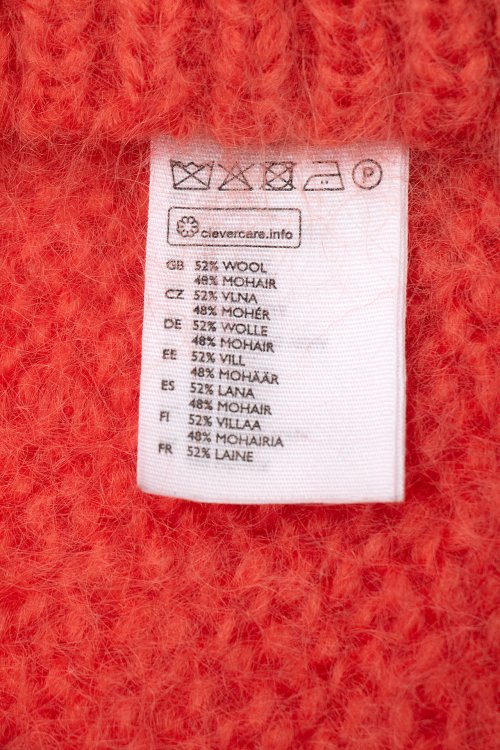 P
clevercare.info
GB 52% WOOL
48% MOHAIR
CZ 52% VLNA
48% MOHÉR
DE 52% WOLLE
48% MOHAIR
EE 52% VILL
48% MOHÄÄR
ES 52% LANA
48% MOHAIR
FI 52% VILLAA
48% MOHAIRIA
FR 52% LAINE